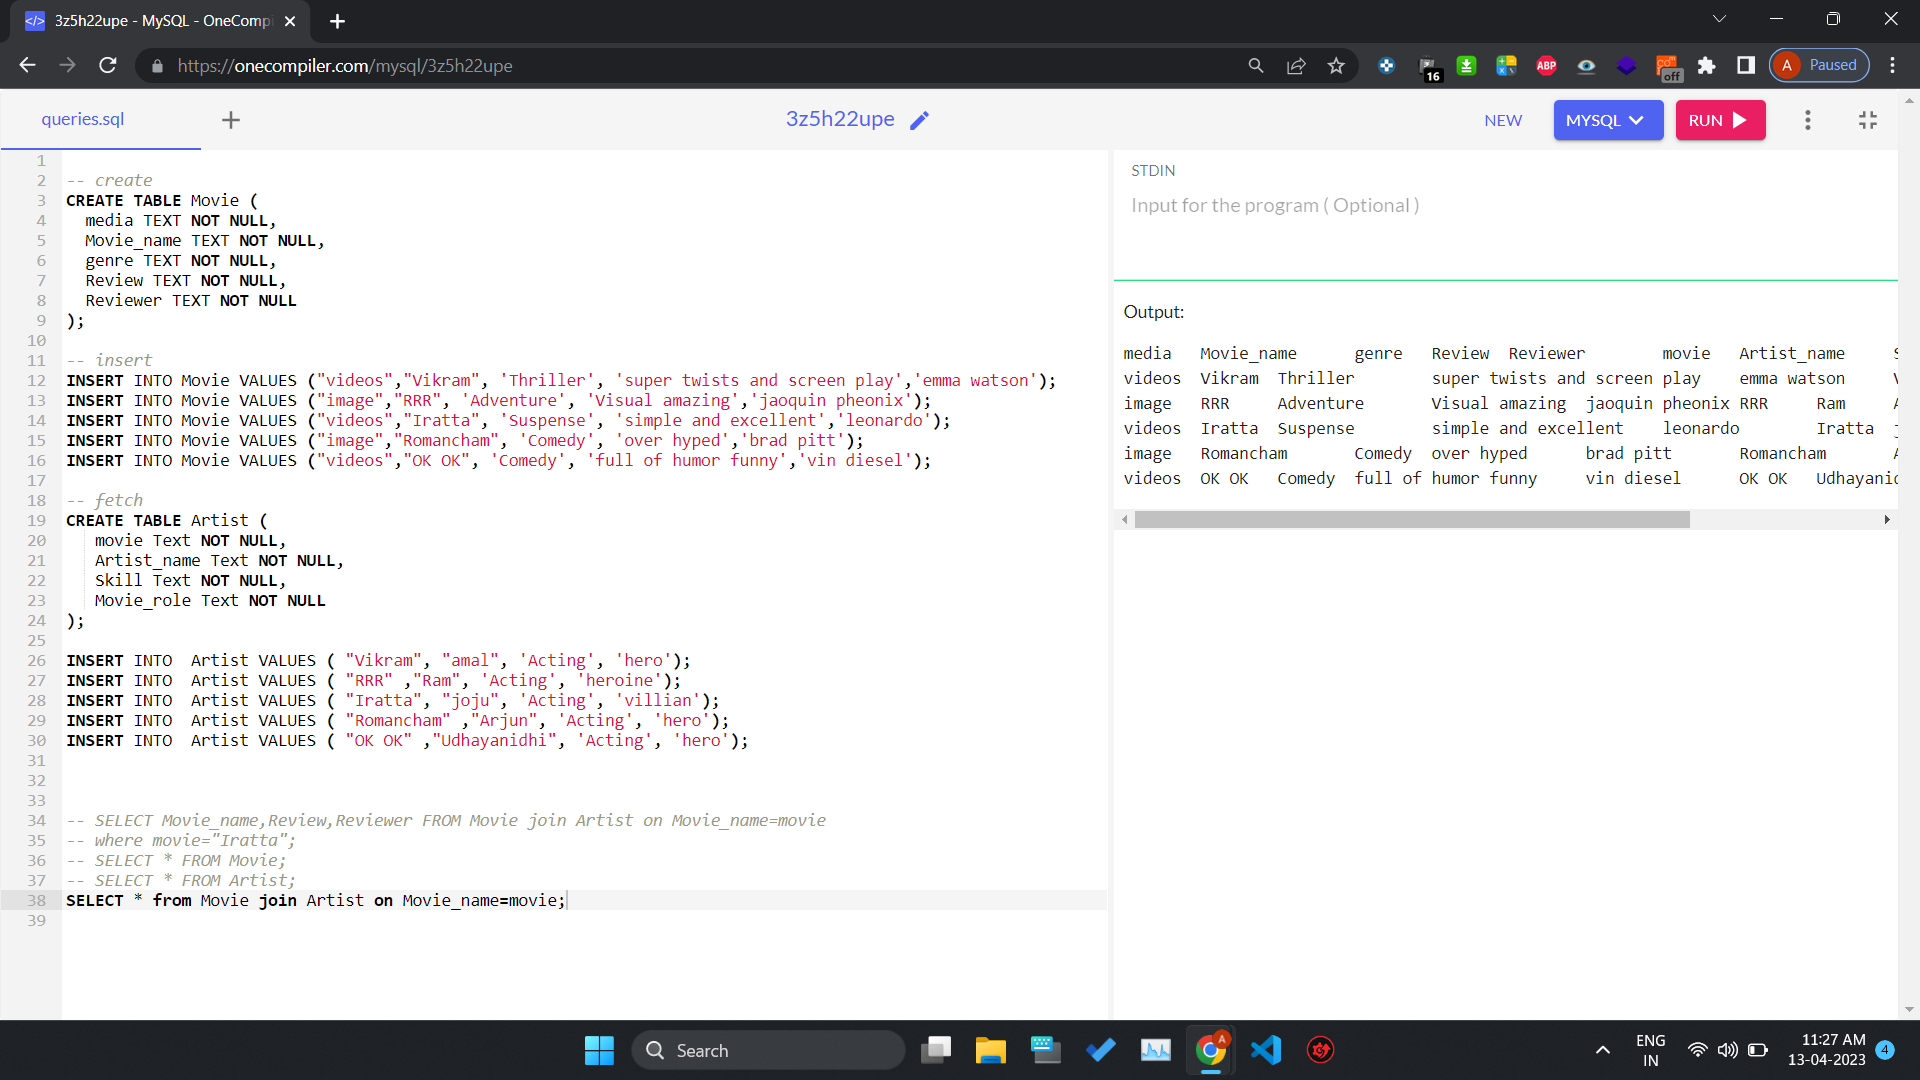 3z5h22upe - MySQL - OneCompi
https://onecompiler.com/mysql/3z5h22upe
16
ABP
off
A Paused
queries.sql
3z5h22upe
NEW
MYSQL
RUN
1
2 -- create
3 CREATE TABLE Movie (
4 media TEXT NOT NULL,
5 Movie_name TEXT NOT NULL,
6 genre TEXT NOT NULL,
7 Review TEXT NOT NULL,
8 Reviewer TEXT NOT NULL
9 );
10
11 -- insert
12 INSERT INTO Movie VALUES ("videos","Vikram", 'Thriller', 'super twists and screen play','emma watson');
13 INSERT INTO Movie VALUES ("image","RRR", 'Adventure', 'Visual amazing','jaoquin pheonix');
14 INSERT INTO Movie VALUES ("videos","Iratta", 'Suspense', 'simple and excellent','leonardo');
15 INSERT INTO Movie VALUES ("image","Romancham", 'Comedy', 'over hyped','brad pitt');
16 INSERT INTO Movie VALUES ("videos","OK OK", 'Comedy', 'full of humor funny','vin diesel');
17
18 -- fetch
19 CREATE TABLE Artist (
20 movie Text NOT NULL,
21 Artist_name Text NOT NULL,
22 Skill Text NOT NULL,
23 Movie_role Text NOT NULL
24 );
25
26 INSERT INTO  Artist VALUES ( "Vikram", "amal", 'Acting', 'hero');
27 INSERT INTO  Artist VALUES ( "RRR" ,"Ram", 'Acting', 'heroine');
28 INSERT INTO  Artist VALUES ( "Iratta", "joju", 'Acting', 'villian');
29 INSERT INTO  Artist VALUES ( "Romancham" ,"Arjun", 'Acting', 'hero');
30 INSERT INTO  Artist VALUES ( "OK OK" ,"Udhayanidhi", 'Acting', 'hero');
31
32
33
34 -- SELECT Movie_name,Review,Reviewer FROM Movie join Artist on Movie_name=movie
35 -- where movie="Iratta";
36 -- SELECT * FROM Movie;
37 -- SELECT * FROM Artist;
38 SELECT * from Movie join Artist on Movie_name=movie;
39
STDIN
Input for the program ( Optional )
Output:
media Movie_name genre Review Reviewer movie Artist_name
videos Vikram Thriller super twists and screen play emma watson
image RRR Adventure Visual amazing jaoquin pheonix RRR Ram
videos Iratta Suspense simple and excellent leonardo Iratta
image Romancham Comedy over hyped brad pitt Romancham
videos OK OK Comedy full of humor funny vin diesel OK OK Udhayanid
Search
A
ENG
IN
11:27 AM
13-04-2023
4